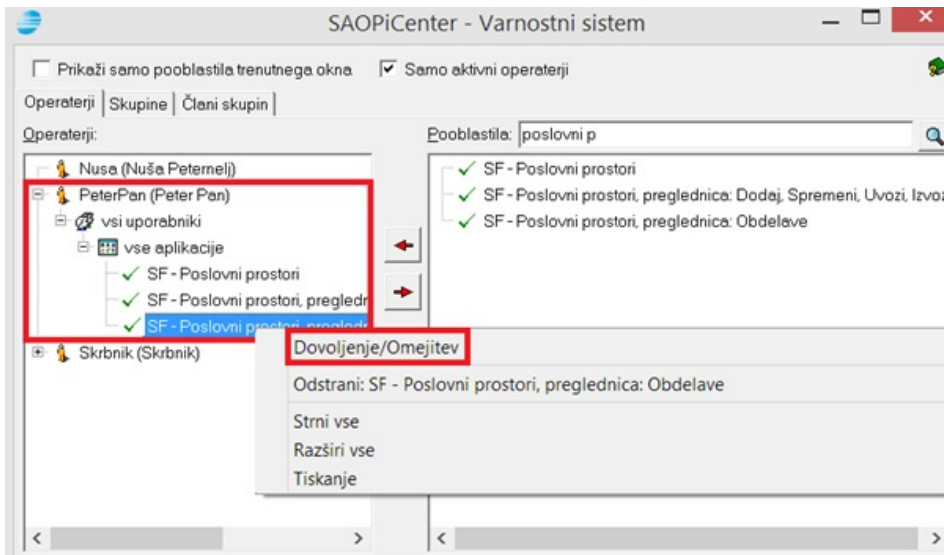 SAOPiCenter - Varnostni sistem
Prikaži samo pooblastila trenutnega okna
Samo aktivni operaterji
Operaterji
Skupine
Člani skupin
Operaterji:
Nusa (Nuša Peternelj)
PeterPan (Peter Pan)
vsi uporabniki
vse aplikacije
SF - Poslovni prostori
SF - Poslovni prostori, pregledr
SF - Poslovni prostori, pregledr
Skrbnik (Skrbnik)
Pooblastila: poslovni p
SF - Poslovni prostori
SF - Poslovni prostori, preglednica: Dodaj, Spremeni, Uvozi, Izvoz
SF - Poslovni prostori, preglednica: Obdelave
Dovoljenje/Omejitev
Odstrani: SF - Poslovni prostori, preglednica: Obdelave
Strni vse
Razširi vse
Tiskanje